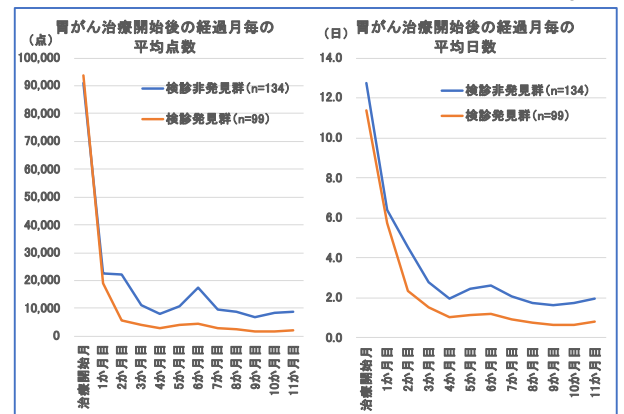 胃がん治療開始後の経過月毎の
平均点数
(点)
100,000
90,000
80,000
70,000
60,000
50,000
40,000
30,000
20,000
10,000
0
検診非発見群(n=134)
検診発見群(n=99)
治療開始月
1か月目
2か月目
3か月目
4か月目
5か月目
6か月目
7か月目
8か月目
9か月目
10か月目
11か月目
胃がん治療開始後の経過月毎の
平均日数
(日)
14.0
12.0
10.0
8.0
6.0
4.0
2.0
0.0
検診非発見群(n=134)
検診発見群(n=99)
治療開始月
1か月目
2か月目
3か月目
4か月目
5か月目
6か月目
7か月目
8か月目
9か月目
10か月目
11か月目